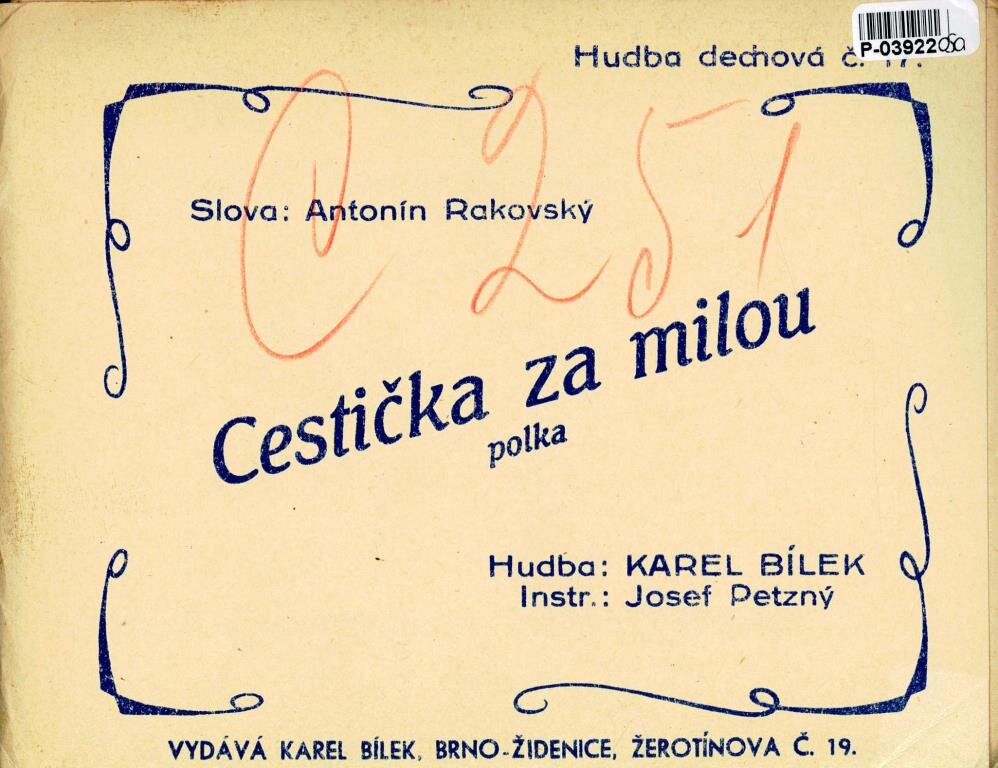 P-03922
Hudba dechová č. 17.
C 251
Slova: Antonín Rakovský
Cestička za milou
polka
Hudba: KAREL BÍLEK
Instr.: Josef Petzný
VYDÁVÁ KAREL BÍLEK, BRNO-ŽIDENICE, ŽEROTÍNOVA Č. 19.